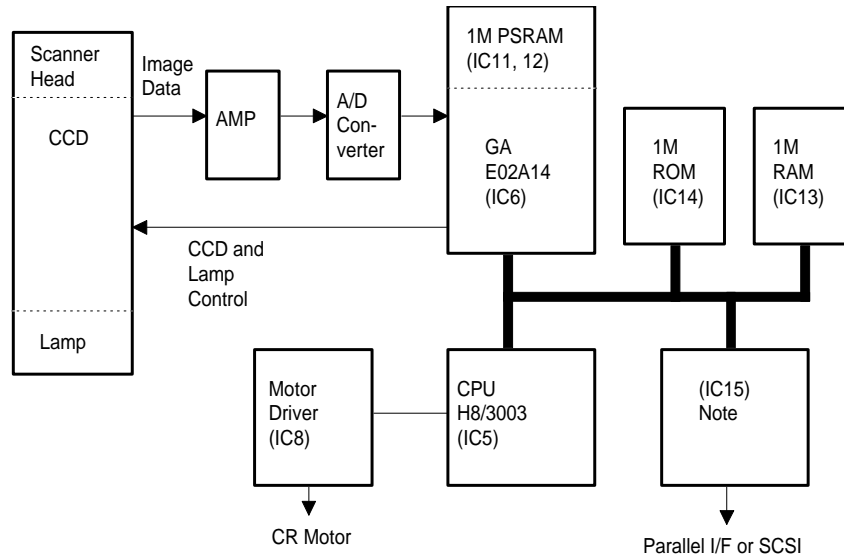 Scanner
Head
CCD
Lamp
Image
Data
AMP
A/D
Con-
verter
1M PSRAM
(IC11, 12)
GA
E02A14
(IC6)
1M
ROM
(IC14)
1M
RAM
(IC13)
CCD and
Lamp
Control
Motor
Driver
(IC8)
CPU
H8/3003
(IC5)
(IC15)
Note
CR Motor
Parallel I/F or SCSI